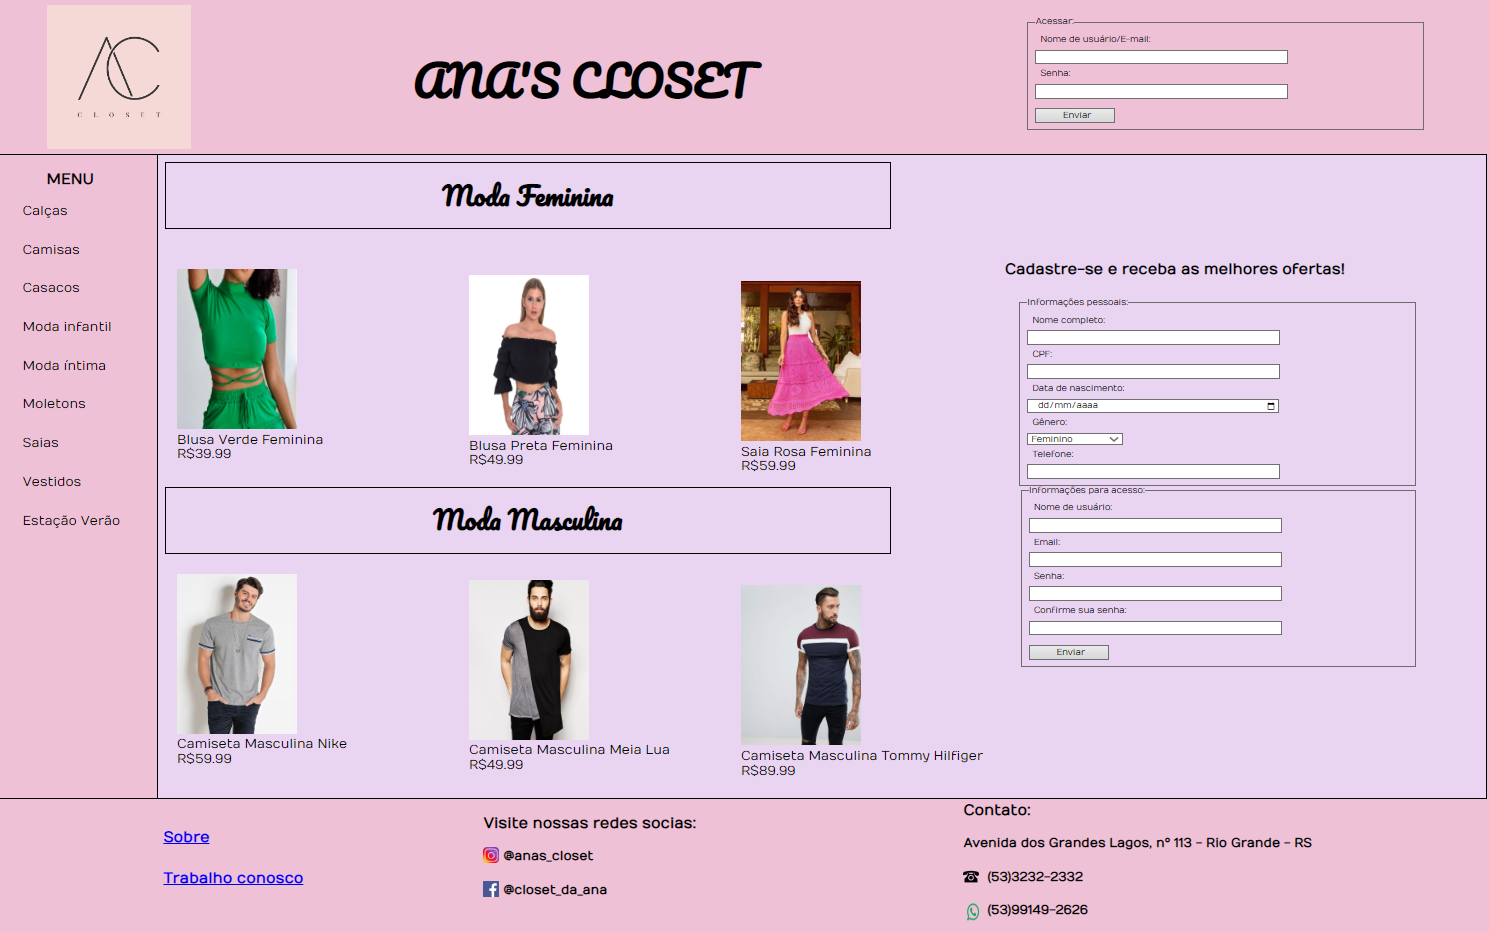 AC
CLOSET
ANA'S CLOSET
Acessar:
Nome de usuário/E-mail:
Senha:
Enviar
MENU
Calças
Camisas
Casacos
Moda infantil
Moda íntima
Moletons
Saias
Vestidos
Estação Verão
Moda Feminina
Blusa Verde Feminina
R$39.99
Blusa Preta Feminina
R$49.99
Saia Rosa Feminina
R$59.99
Moda Masculina
Camiseta Masculina Nike
R$59.99
Camiseta Masculina Meia Lua
R$49.99
Camiseta Masculina Tommy Hilfiger
R$89.99
Cadastre-se e receba as melhores ofertas!
Informações pessoais:
Nome completo:
CPF:
Data de nascimento:
dd/mm/aaaa
Gênero:
Feminino
Telefone:
Informações para acesso:
Nome de usuário:
Email:
Senha:
Confirme sua senha:
Enviar
Sobre
Trabalho conosco
Visite nossas redes socias:
@anas_closet
@closet_da_ana
Contato:
Avenida dos Grandes Lagos, nº 113 - Rio Grande - RS
(53)3232-2332
(53)99149-2626